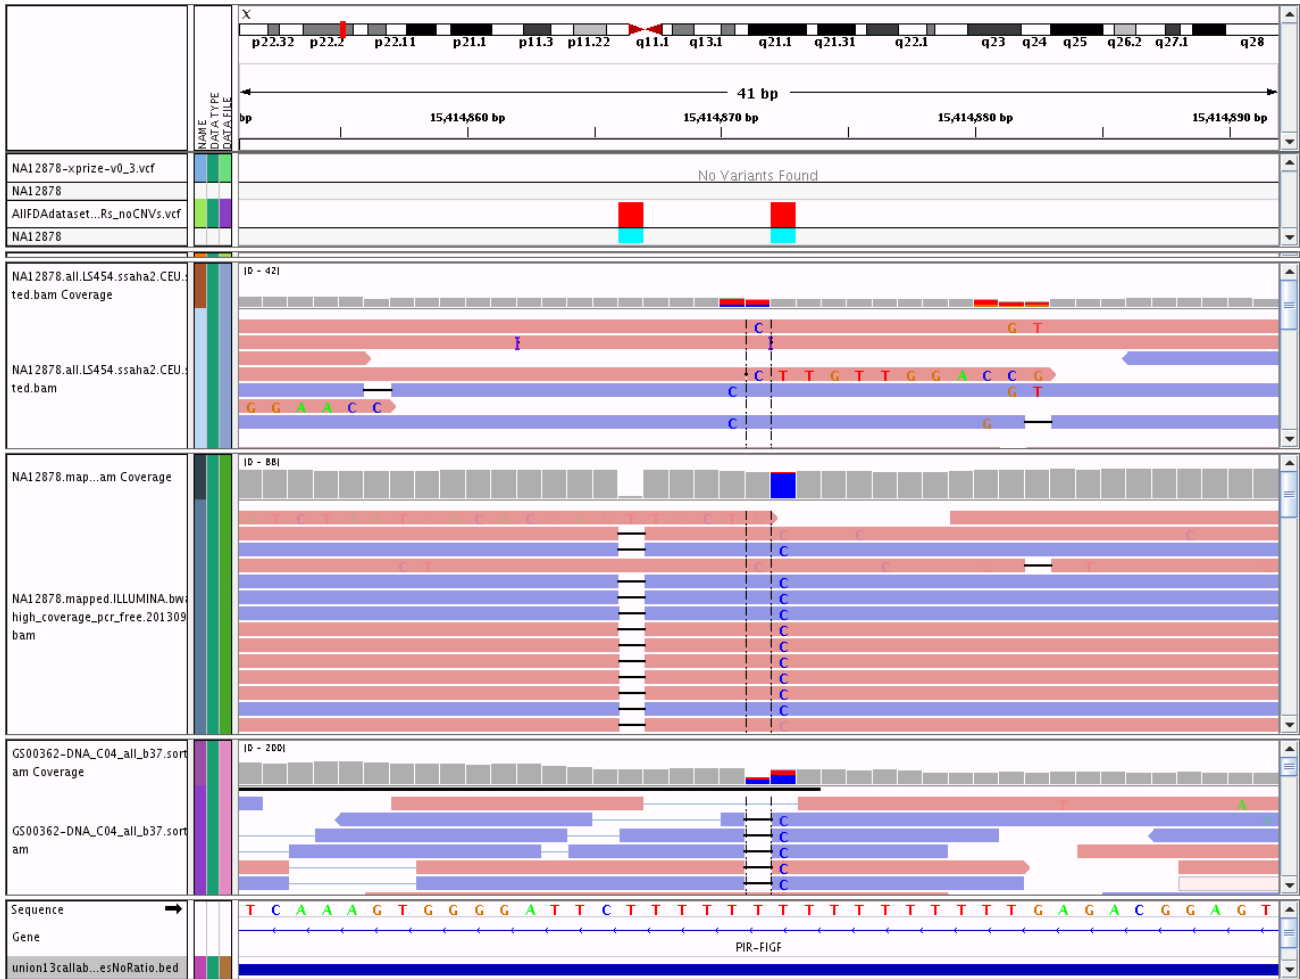 X
p22.32 p22.2 p22.11 p21.1 p11.3 p11.22 q11.1 q13.1 q21.1 q21.31 q22.1 q23 q24 q25 q26.2 q27.1 q28
41 bp
bp 15,414,860 bp 15,414,870 bp 15,414,880 bp 15,414,890 bp
NAME
DATA TYPE
DATA FILE
NA12878-xprize-v0_3.vcf
No Variants Found
NA12878
AllFDAdataset...Rs_noCNVs.vcf
NA12878
NA12878.all.LS454.ssaha2.CEU.
ted.bam Coverage
[0 - 42]
C G T
I I
NA12878.all.LS454.ssaha2.CEU.
ted.bam
C T T G T T G G A C C G
C G T
G G A A C C
C G
NA12878.map...am Coverage
[0 - 88]
C C
C
C T C C T
C
C
C
C
C
C
C
C
C
C
NA12878.mapped.ILLUMINA.bwa
high_coverage_pcr_free.201309
bam
GS00362-DNA_C04_all_b37.sort
am Coverage
[0 - 200]
GS00362-DNA_C04_all_b37.sort
am
T A
C A
C
C
C
C
Sequence
T C A A A G T G G G G A T T C T T T T T T T T T T T T T T T T G A G A C G G A G T
Gene
PIR-FIGF
union13callab...esNoRatio.bed